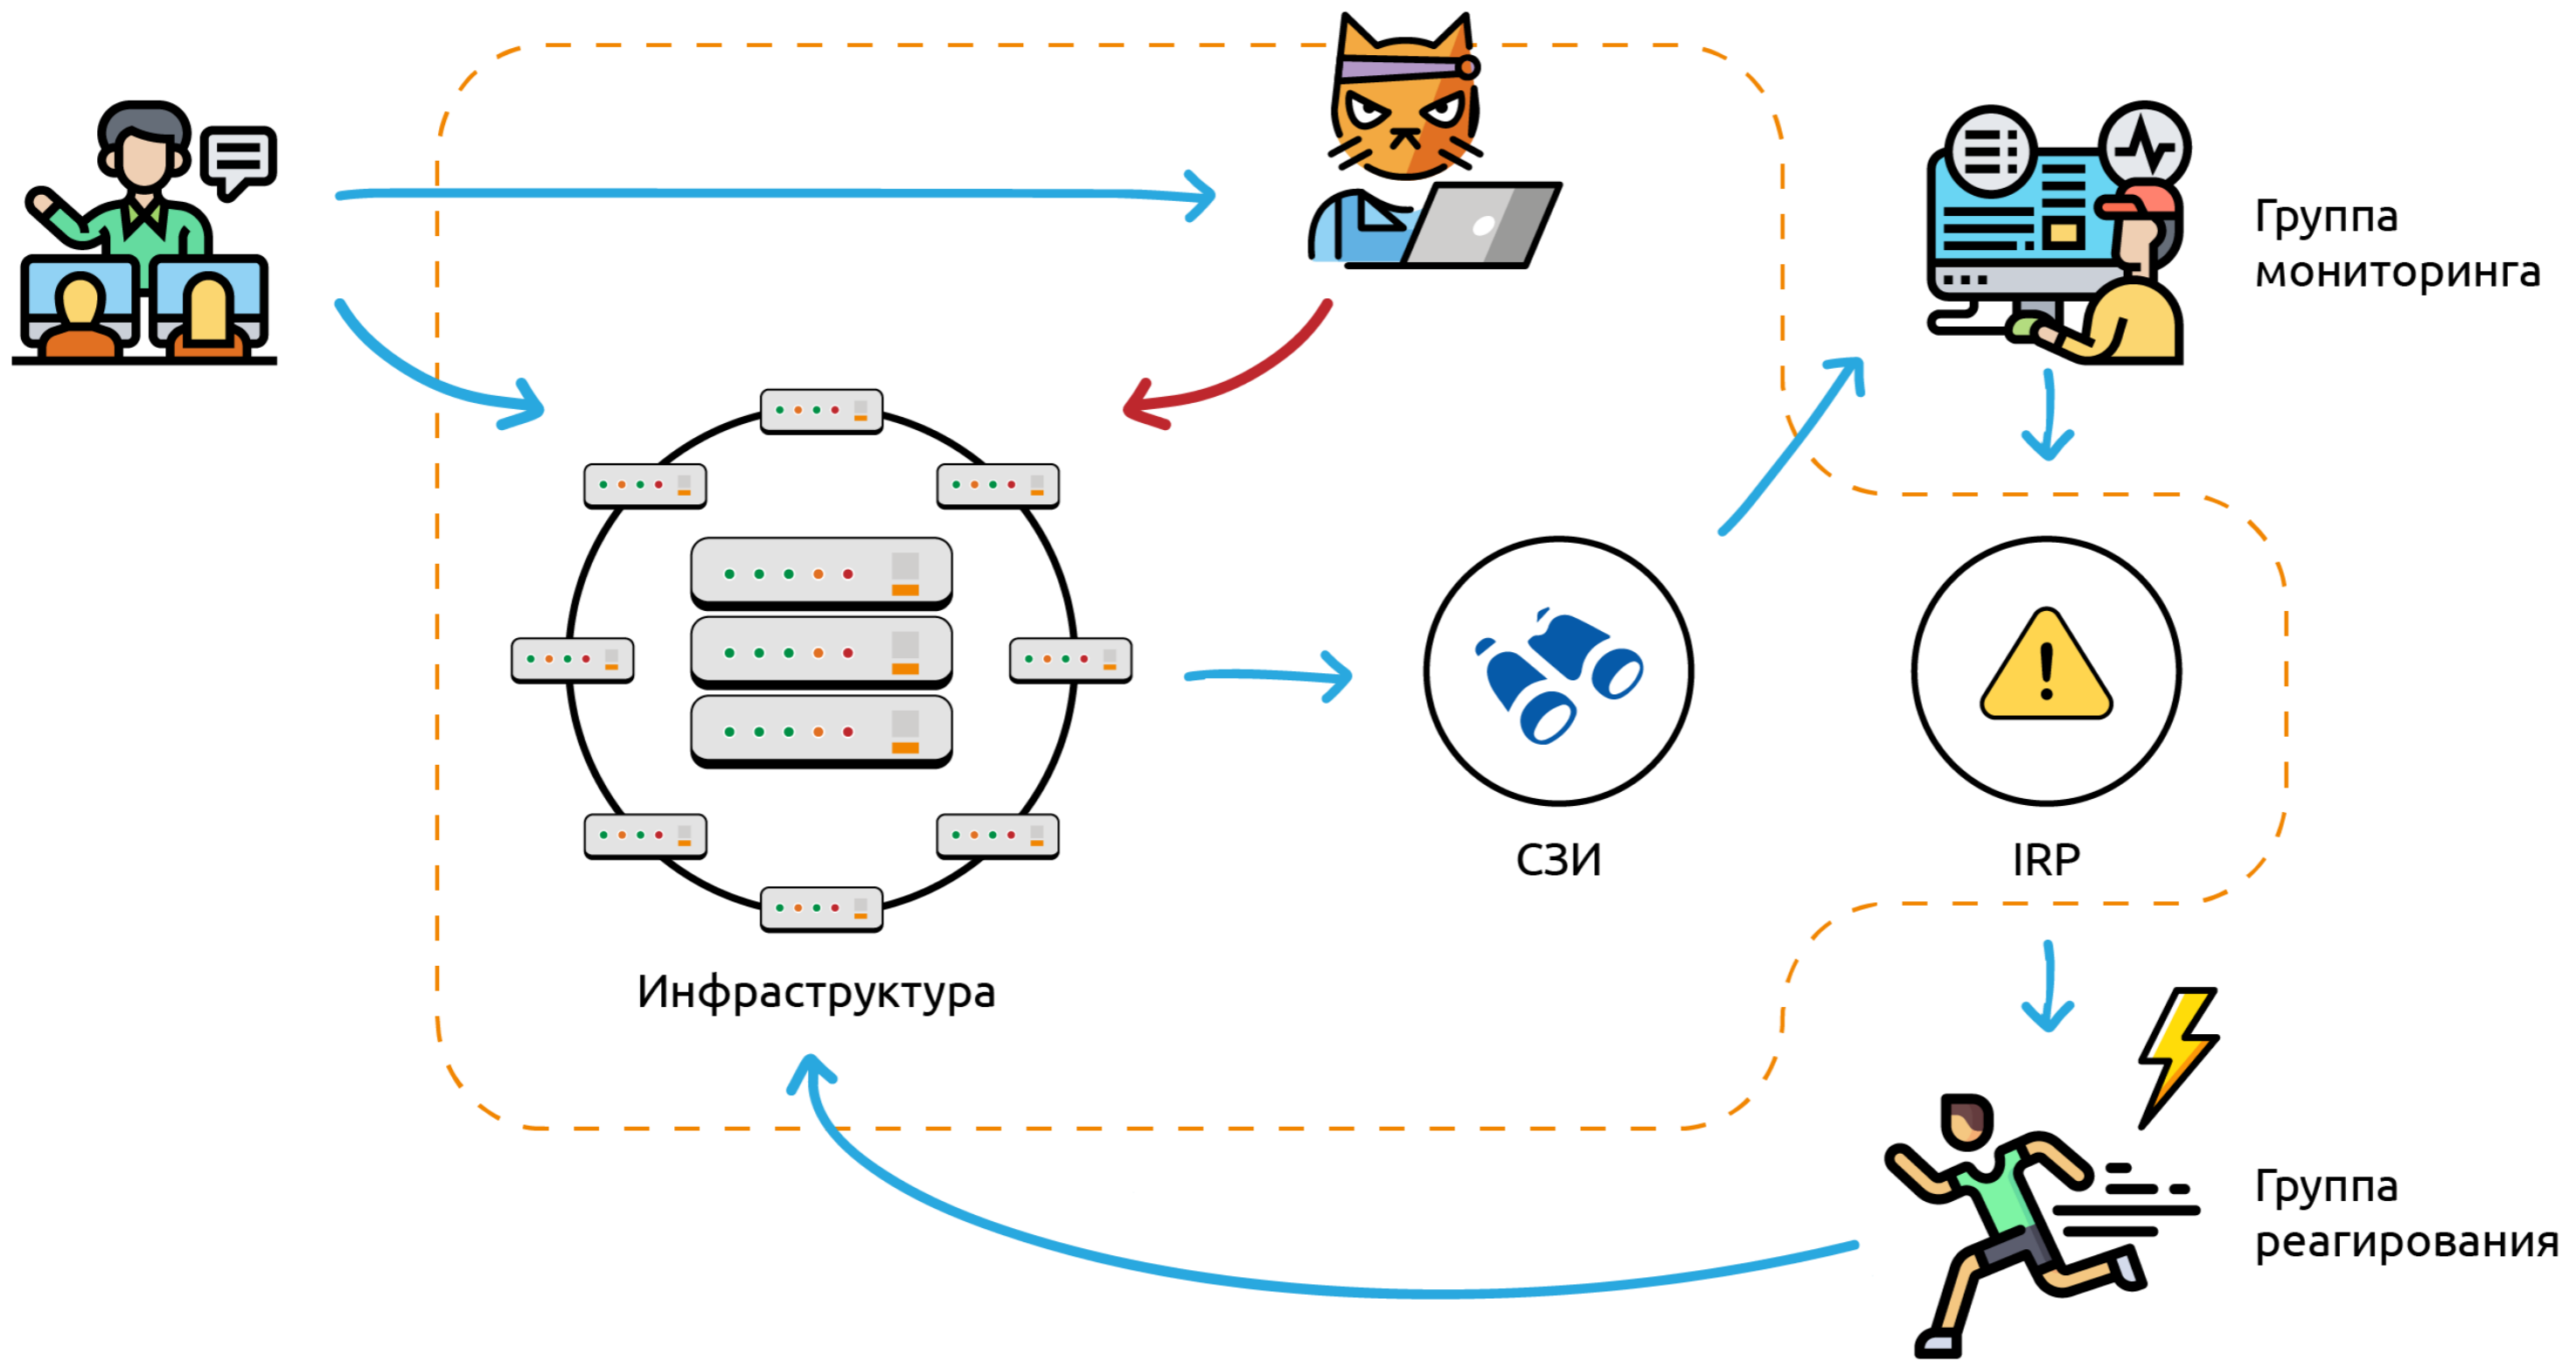 Группа
мониторинга
СЗИ
IRP
Инфраструктура
Группа
реагирования